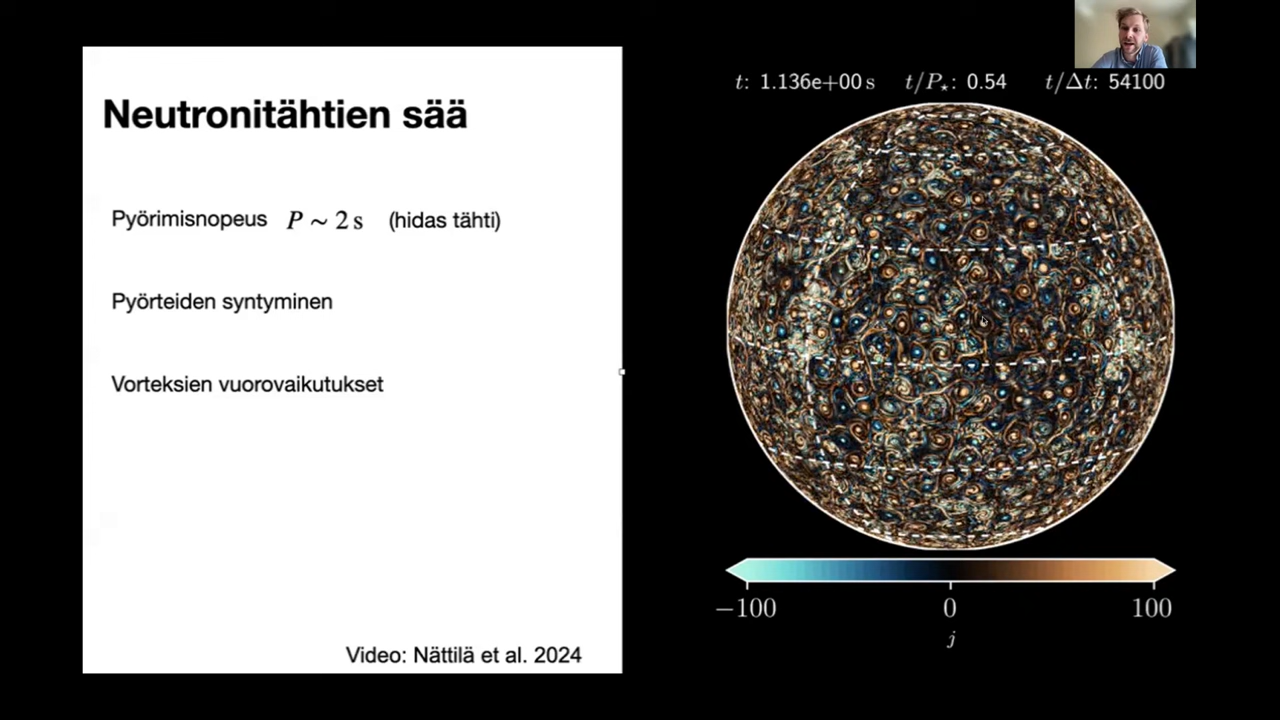 Neutronitähtien sää
Pyörimisnopeus P ~ 2 s (hidas tähti)
Pyörteiden syntyminen
Vorteksien vuorovaikutukset
Video: Nättilä et al. 2024
t: 1.136e+00 s t/P⋆: 0.54 t/Δt: 54100
−100 0 100
j